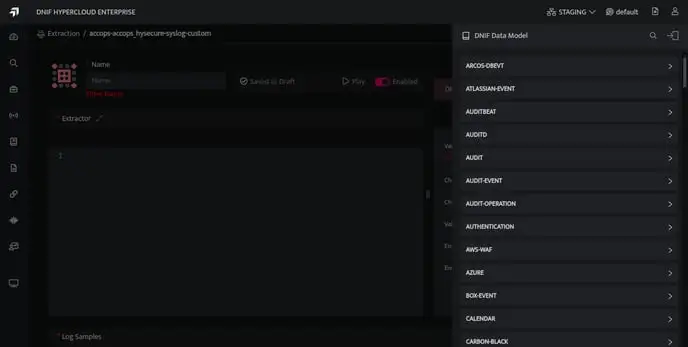 DNIF HYPERCLOUD ENTERPRISE
STAGING
default
Extraction / accops-accops_hysecure-syslog-custom
Name
Name
Saved as Draft
Play
Enabled
Extractor
1
Log Samples
DNIF Data Model
ARCOS-DBEVT
ATLASSIAN-EVENT
AUDITBEAT
AUDITD
AUDIT
AUDIT-EVENT
AUDIT-OPERATION
AUTHENTICATION
AWS-WAF
AZURE
BOX-EVENT
CALENDAR
CARBON-BLACK